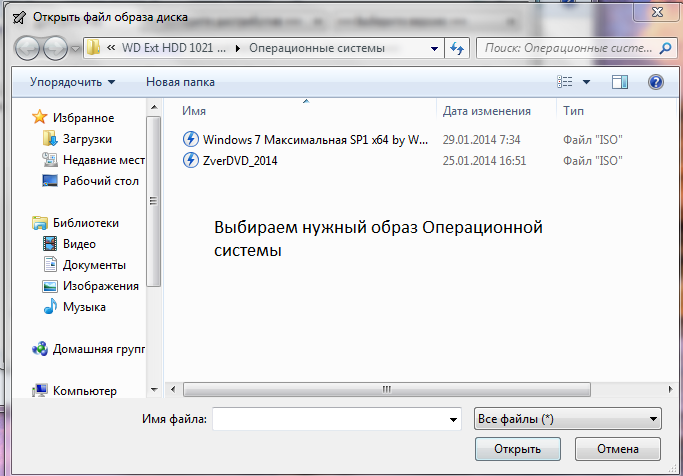 Открыть файл образа диска
« WD Ext HDD 1021 ... ▸ Операционные системы
Поиск: Операционные систе...
Упорядочить
Новая папка
Имя
Дата изменения
Тип
Избранное
Загрузки
Недавние мест
Рабочий стол
Библиотеки
Видео
Документы
Изображения
Музыка
Домашняя групп
Компьютер
Windows 7 Максимальная SP1 x64 by W... 29.01.2014 7:34 Файл "ISO"
ZverDVD_2014 25.01.2014 16:51 Файл "ISO"
Выбираем нужный образ Операционной
системы
Имя файла:
Все файлы (*)
Открыть
Отмена